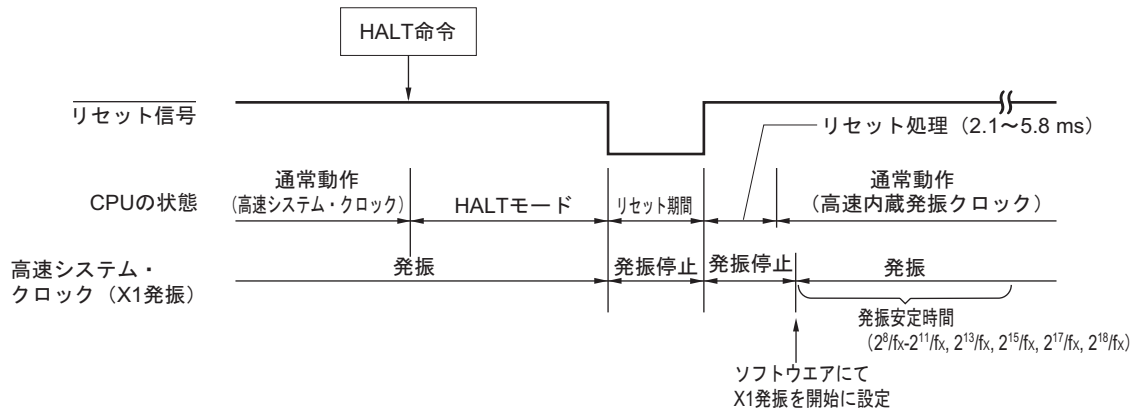 HALT命令
リセット信号
リセット処理（2.1～5.8 ms）
CPUの状態
通常動作
（高速システム・クロック）
HALTモード
リセット期間
通常動作
（高速内蔵発振クロック）
高速システム・
クロック（X1発振）
発振
発振停止
発振停止
発振
発振安定時間
（2⁸/fx-2¹¹/fx, 2¹³/fx, 2¹⁵/fx, 2¹⁷/fx, 2¹⁸/fx）
ソフトウエアにて
X1発振を開始に設定